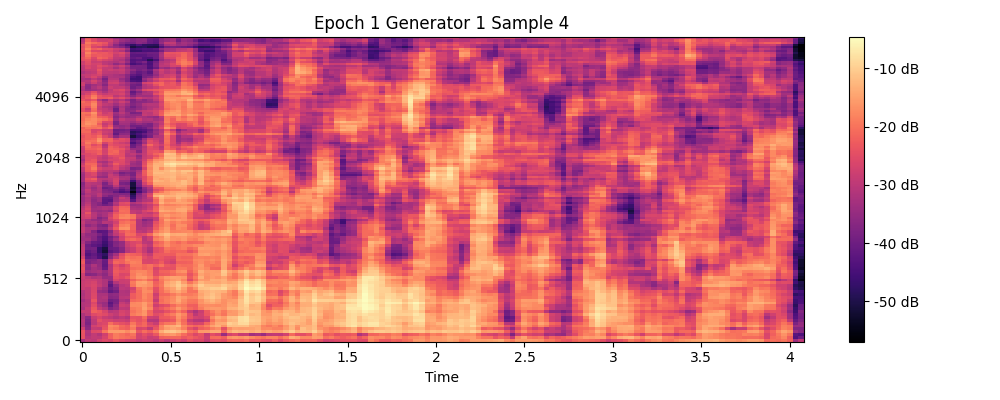 Epoch 1 Generator 1 Sample 4
Hz
4096
2048
1024
512
0
0 0.5 1 1.5 2 2.5 3 3.5 4
Time
-10 dB
-20 dB
-30 dB
-40 dB
-50 dB